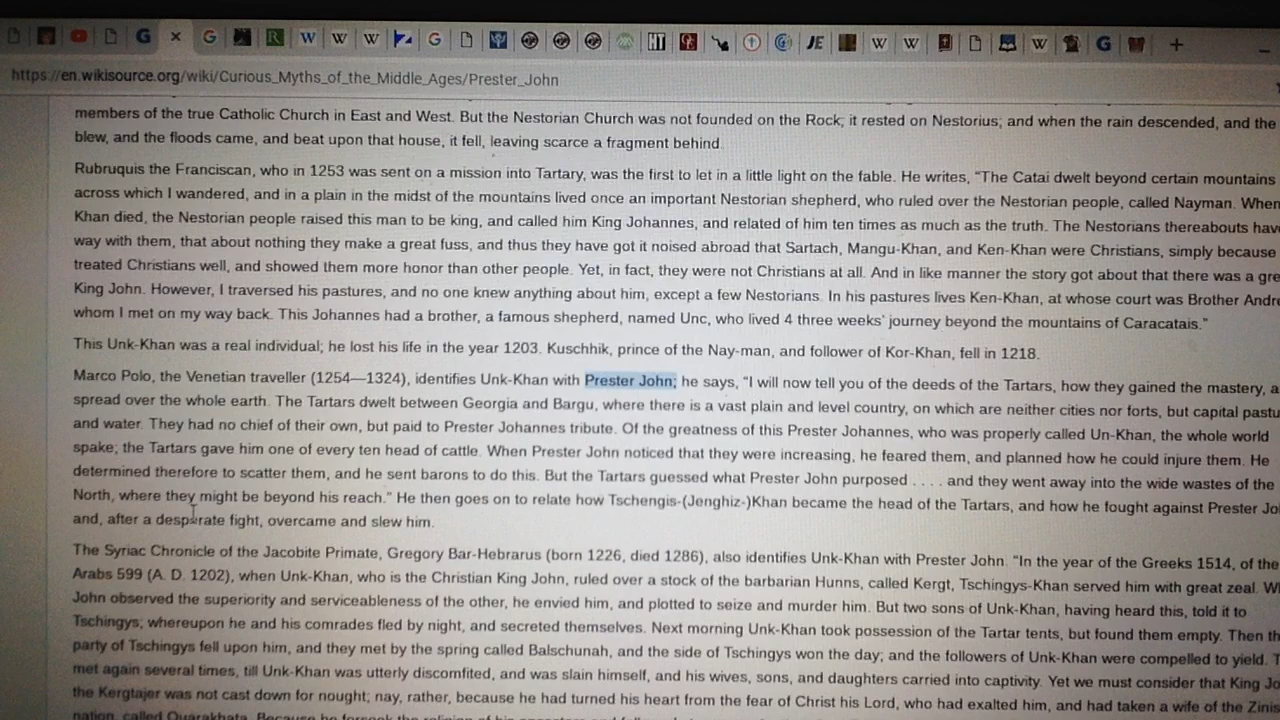 G × G R W W W G HT JE W W W G +
https://en.wikisource.org/wiki/Curious_Myths_of_the_Middle_Ages/Prester_John
members of the true Catholic Church in East and West. But the Nestorian Church was not founded on the Rock; it rested on Nestorius; and when the rain descended, and the
blew, and the floods came, and beat upon that house, it fell, leaving scarce a fragment behind.
Rubruquis the Franciscan, who in 1253 was sent on a mission into Tartary, was the first to let in a little light on the fable. He writes, “The Catai dwelt beyond certain mountains
across which I wandered, and in a plain in the midst of the mountains lived once an important Nestorian shepherd, who ruled over the Nestorian people, called Nayman. When
Khan died, the Nestorian people raised this man to be king, and called him King Johannes, and related of him ten times as much as the truth. The Nestorians thereabouts have
way with them, that about nothing they make a great fuss, and thus they have got it noised abroad that Sartach, Mangu-Khan, and Ken-Khan were Christians, simply because
treated Christians well, and showed them more honor than other people. Yet, in fact, they were not Christians at all. And in like manner the story got about that there was a gre
King John. However, I traversed his pastures, and no one knew anything about him, except a few Nestorians. In his pastures lives Ken-Khan, at whose court was Brother Andre
whom I met on my way back. This Johannes had a brother, a famous shepherd, named Unc, who lived 4 three weeks' journey beyond the mountains of Caracatais.”
This Unk-Khan was a real individual; he lost his life in the year 1203. Kuschhik, prince of the Nay-man, and follower of Kor-Khan, fell in 1218.
Marco Polo, the Venetian traveller (1254—1324), identifies Unk-Khan with Prester John; he says, “I will now tell you of the deeds of the Tartars, how they gained the mastery, a
spread over the whole earth. The Tartars dwelt between Georgia and Bargu, where there is a vast plain and level country, on which are neither cities nor forts, but capital pastu
and water. They had no chief of their own, but paid to Prester Johannes tribute. Of the greatness of this Prester Johannes, who was properly called Un-Khan, the whole world
spake; the Tartars gave him one of every ten head of cattle. When Prester John noticed that they were increasing, he feared them, and planned how he could injure them. He
determined therefore to scatter them, and he sent barons to do this. But the Tartars guessed what Prester John purposed . . . . and they went away into the wide wastes of the
North, where they might be beyond his reach.” He then goes on to relate how Tschengis-(Jenghiz-)Khan became the head of the Tartars, and how he fought against Prester Jo
and, after a desperate fight, overcame and slew him.
The Syriac Chronicle of the Jacobite Primate, Gregory Bar-Hebrarus (born 1226, died 1286), also identifies Unk-Khan with Prester John. “In the year of the Greeks 1514, of the
Arabs 599 (A. D. 1202), when Unk-Khan, who is the Christian King John, ruled over a stock of the barbarian Hunns, called Kergt, Tschingys-Khan served him with great zeal. W
John observed the superiority and serviceableness of the other, he envied him, and plotted to seize and murder him. But two sons of Unk-Khan, having heard this, told it to
Tschingys; whereupon he and his comrades fled by night, and secreted themselves. Next morning Unk-Khan took possession of the Tartar tents, but found them empty. Then th
party of Tschingys fell upon him, and they met by the spring called Balschunah, and the side of Tschingys won the day; and the followers of Unk-Khan were compelled to yield. T
met again several times, till Unk-Khan was utterly discomfited, and was slain himself, and his wives, sons, and daughters carried into captivity. Yet we must consider that King Jo
the Kergtajer was not cast down for nought; nay, rather, because he had turned his heart from the fear of Christ his Lord, who had exalted him, and had taken a wife of the Zinis
nation, called Quarakhata. Because he forsook the religion of his